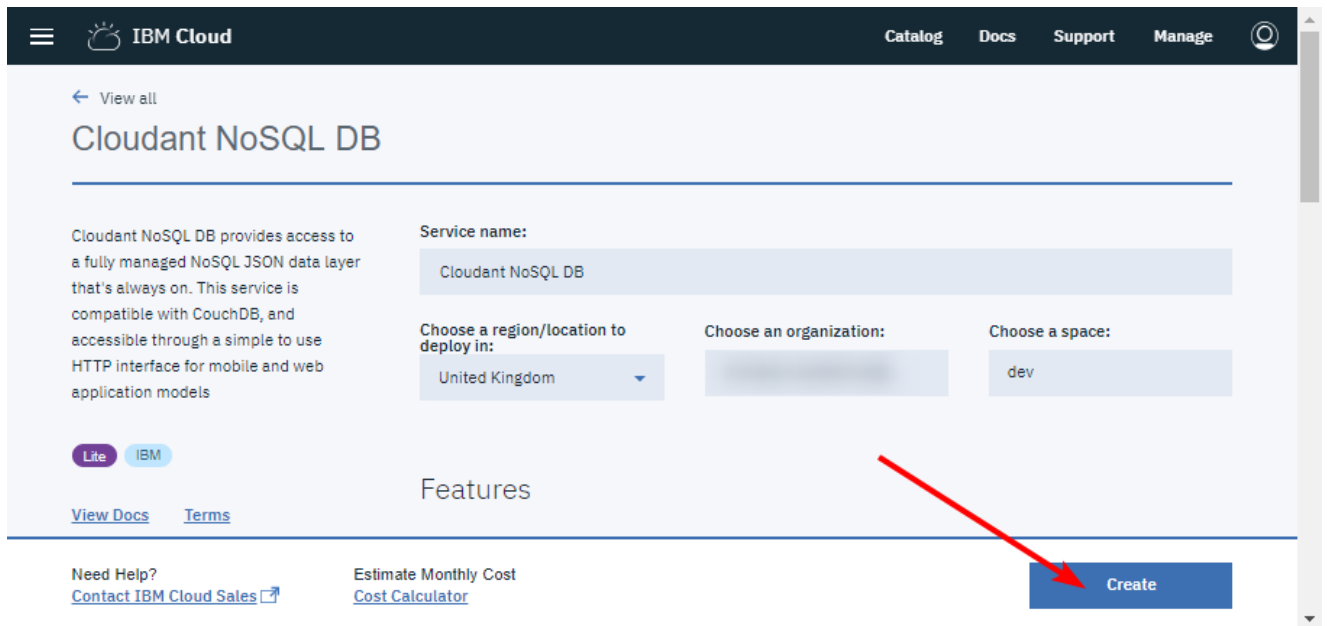 IBM Cloud
Catalog Docs Support Manage
← View all
Cloudant NoSQL DB
Cloudant NoSQL DB provides access to
a fully managed NoSQL JSON data layer
that's always on. This service is
compatible with CouchDB, and
accessible through a simple to use
HTTP interface for mobile and web
application models
Lite IBM
View Docs Terms
Service name:
Cloudant NoSQL DB
Choose a region/location to
deploy in:
United Kingdom
Choose an organization:
Choose a space:
dev
Features
Need Help?
Contact IBM Cloud Sales
Estimate Monthly Cost
Cost Calculator
Create